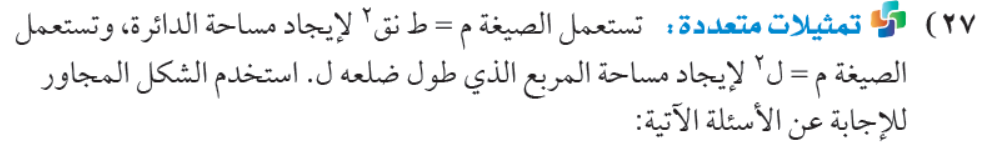 ٢٧) تمثيلات متعددة: تستعمل الصيغة م = ط نق٢ لإيجاد مساحة الدائرة، وتستعمل
الصيغة م = ل٢ لإيجاد مساحة المربع الذي طول ضلعه ل. استخدم الشكل المجاور
للإجابة عن الأسئلة الآتية: